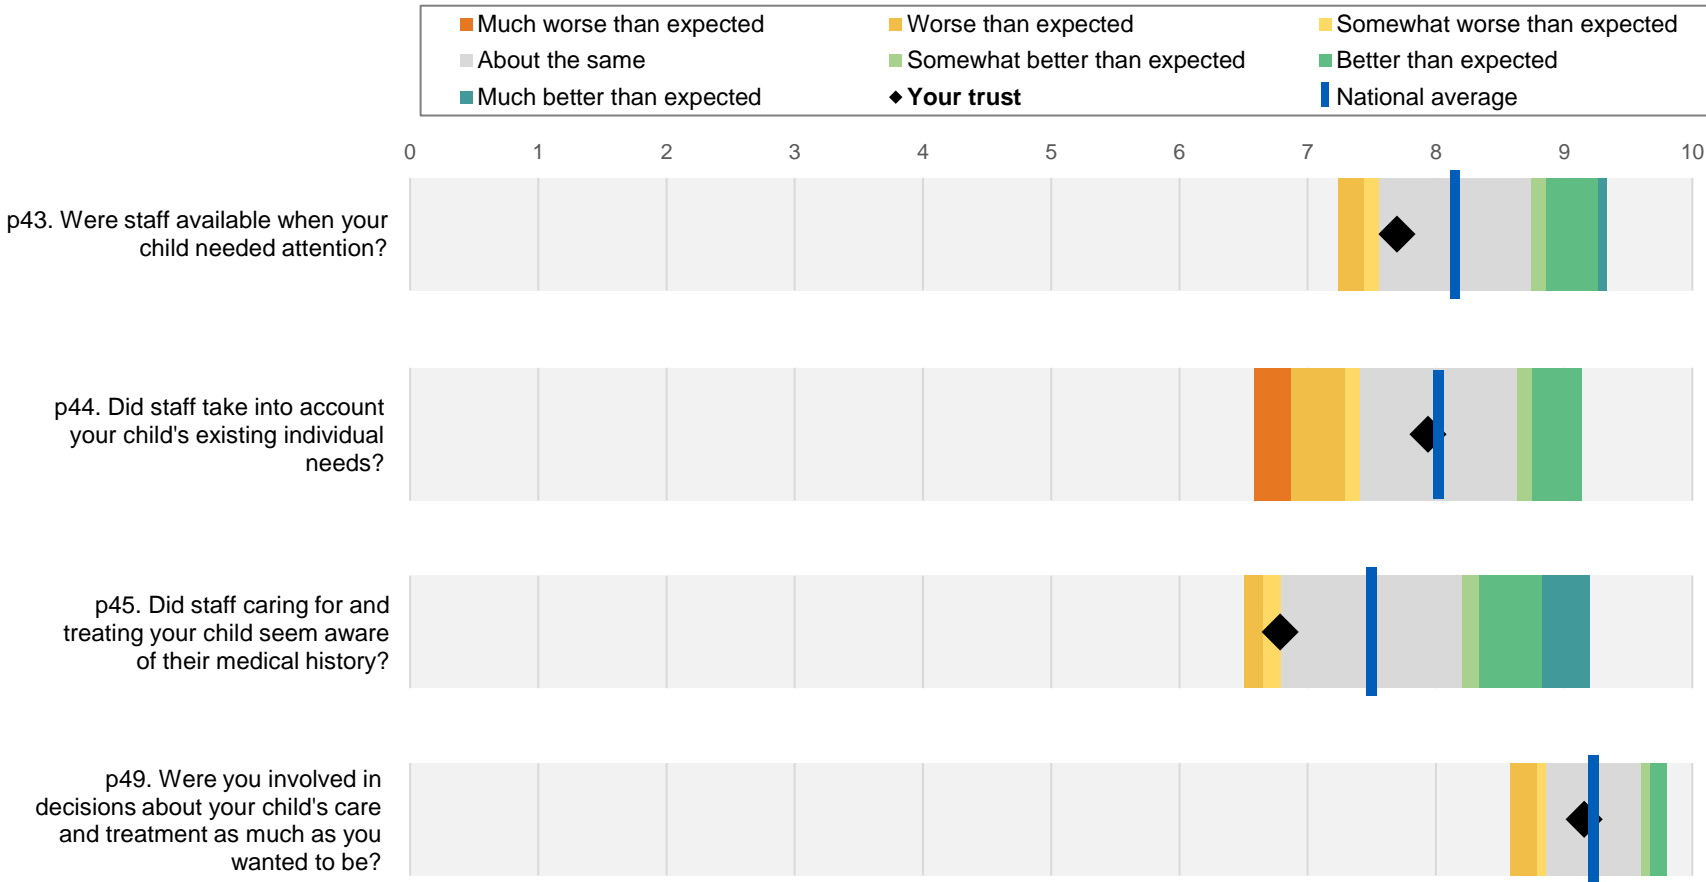 Much worse than expected
Worse than expected
Somewhat worse than expected
About the same
Somewhat better than expected
Better than expected
Much better than expected
Your trust
National average
0 1 2 3 4 5 6 7 8 9 10
p43. Were staff available when your
child needed attention?
p44. Did staff take into account
your child's existing individual
needs?
p45. Did staff caring for and
treating your child seem aware
of their medical history?
p49. Were you involved in
decisions about your child's care
and treatment as much as you
wanted to be?